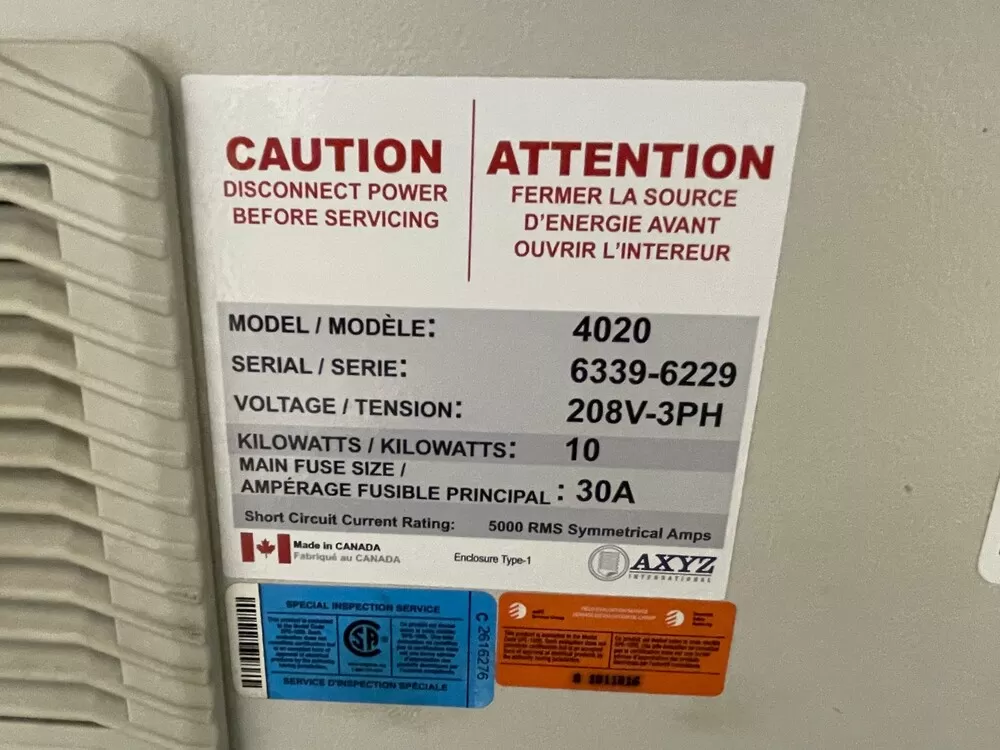 CAUTION
DISCONNECT POWER
BEFORE SERVICING
ATTENTION
FERMER LA SOURCE
D'ENERGIE AVANT
OUVRIR L'INTEREUR
MODEL / MODÈLE: 4020
SERIAL / SERIE: 6339-6229
VOLTAGE / TENSION: 208V-3PH
KILOWATTS / KILOWATTS: 10
MAIN FUSE SIZE /
AMPÉRAGE FUSIBLE PRINCIPAL : 30A
Short Circuit Current Rating: 5000 RMS Symmetrical Amps
Made in CANADA
Fabriqué au CANADA
Enclosure Type-1
AXYZ
INTERNATIONAL
SPECIAL INSPECTION SERVICE
SERVICE D'INSPECTION SPÉCIALE
C 2616276